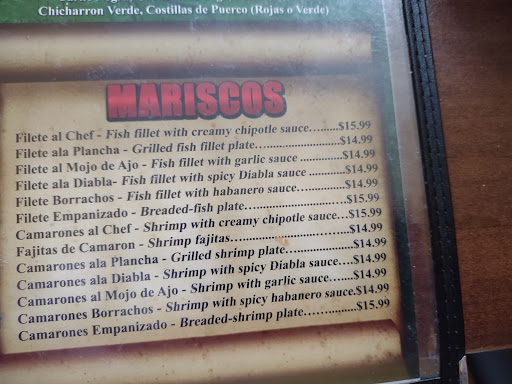 Chicharron Verde, Costillas de Puerco (Rojas o Verde)
MARISCOS
Filete al Chef - Fish fillet with creamy chipotle sauce.......$15.99
Filete ala Plancha - Grilled fish fillet plate.........................$14.99
Filete al Mojo de Ajo - Fish fillet with garlic sauce .............$14.99
Filete ala Diabla- Fish fillet with spicy Diabla sauce ..........$14.99
Filete Borrachos - Fish fillet with habanero sauce..............$14.99
Filete Empanizado - Breaded-fish plate............................$15.99
Camarones al Chef - Shrimp with creamy chipotle sauce...$15.99
Fajitas de Camaron - Shrimp fajitas.................................$14.99
Camarones ala Plancha - Grilled shrimp plate....................$14.99
Camarones ala Diabla - Shrimp with spicy Diabla sauce....$14.99
Camarones al Mojo de Ajo - Shrimp with garlic sauce.......$14.99
Camarones Borrachos - Shrimp with spicy habanero sauce.$14.99
Camarones Empanizado - Breaded-shrimp plate..............$15.99